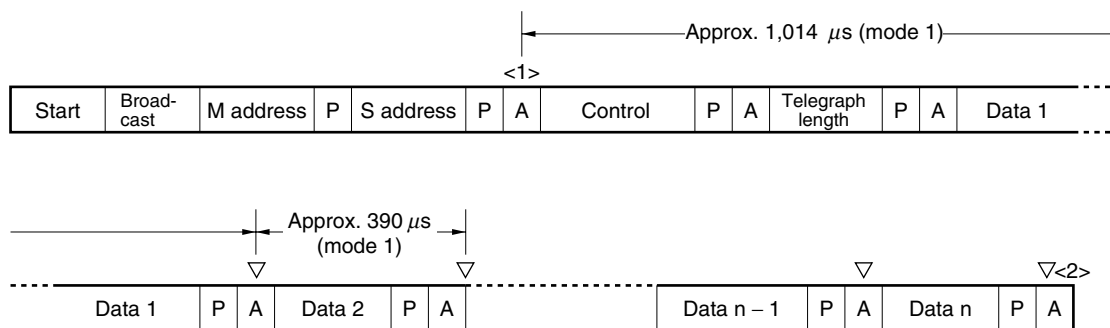 Approx. 1,014 μs (mode 1)
<1>
Start Broad-cast M address P S address P A Control P A Telegraph length P A Data 1
Approx. 390 μs
(mode 1)
▽ ▽ ▽ ▽<2>
Data 1 P A Data 2 P A Data n – 1 P A Data n P A